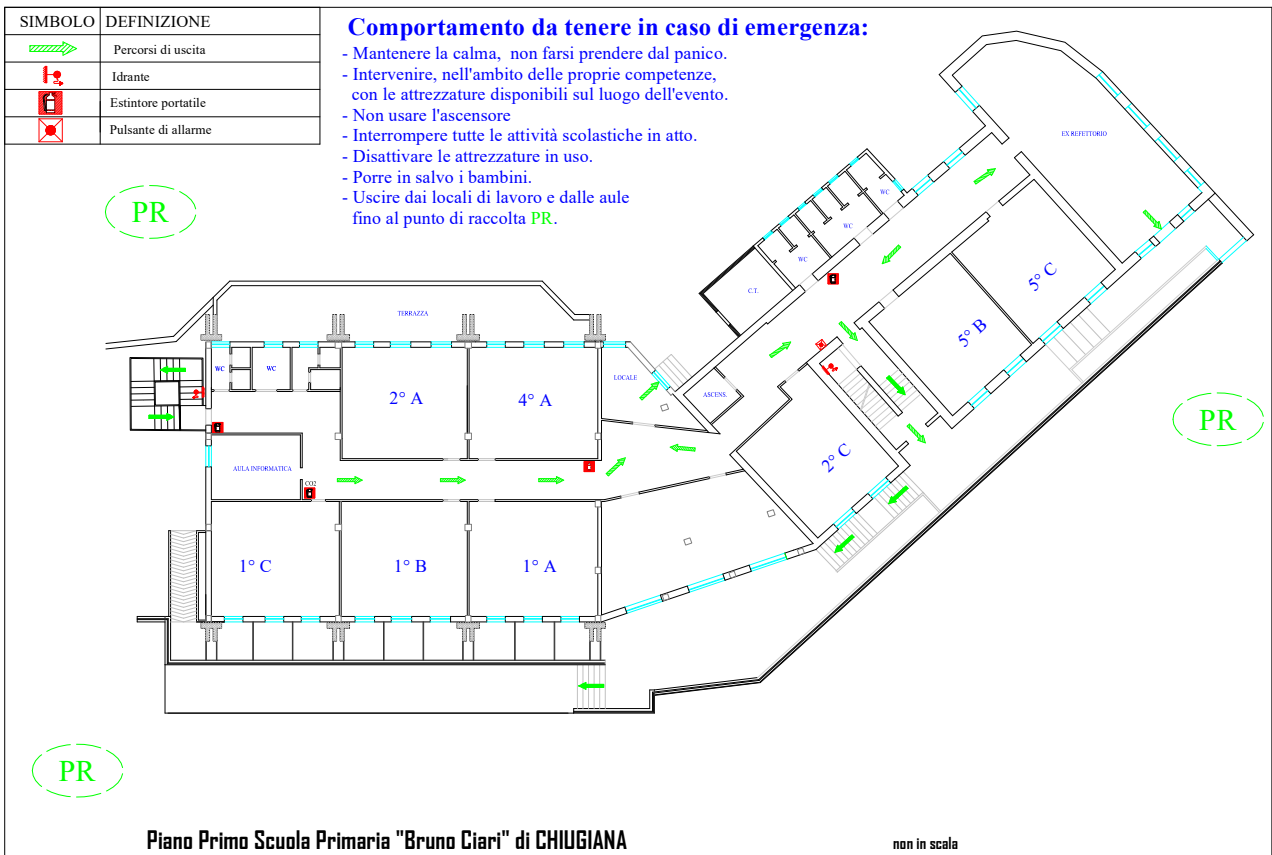 SIMBOLO DEFINIZIONE
Percorsi di uscita
Idrante
Estintore portatile
Pulsante di allarme
Comportamento da tenere in caso di emergenza:
- Mantenere la calma, non farsi prendere dal panico.
- Intervenire, nell'ambito delle proprie competenze,
con le attrezzature disponibili sul luogo dell'evento.
- Non usare l'ascensore
- Interrompere tutte le attività scolastiche in atto.
- Disattivare le attrezzature in uso.
- Porre in salvo i bambini.
- Uscire dai locali di lavoro e dalle aule
fino al punto di raccolta PR.
PR
EX REFETTORIO
WC
WC
WC
WC
C.T.
5° C
5° B
TERRAZZA
WC
WC
2° A
4° A
LOCALE
ASCENS.
PR
2° C
AULA INFORMATICA
CO2
1° C
1° B
1° A
PR
Piano Primo Scuola Primaria "Bruno Ciari" di CHIUGIANA
non in scala